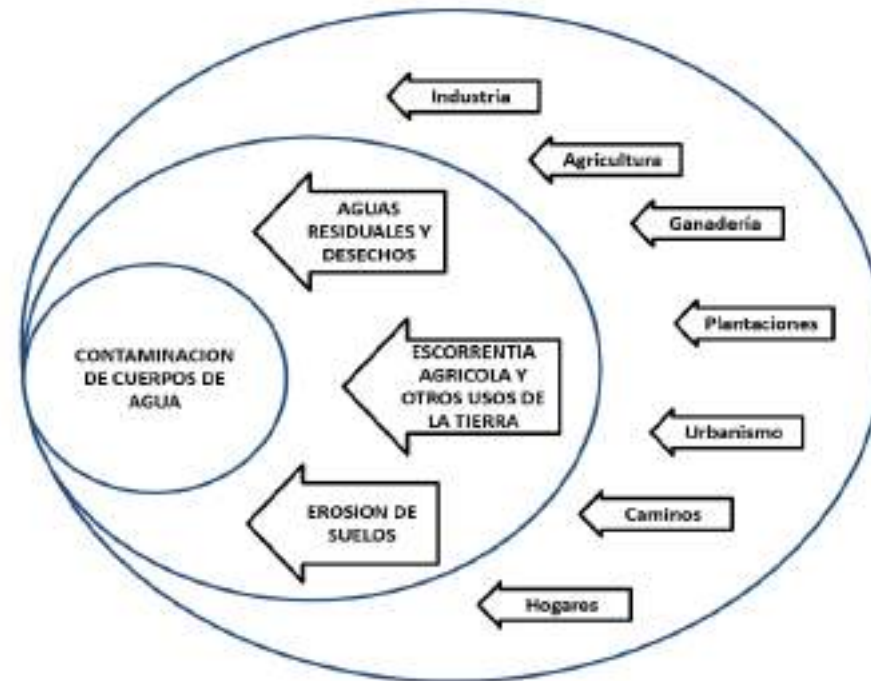 Industria
Agricultura
Ganadería
Plantaciones
Urbanismo
Caminos
Hogares
AGUAS
RESIDUALES Y
DESECHOS
ESCORRENTIA
AGRICOLA Y
OTROS USOS DE
LA TIERRA
EROSION DE
SUELOS
CONTAMINACION
DE CUERPOS DE
AGUA